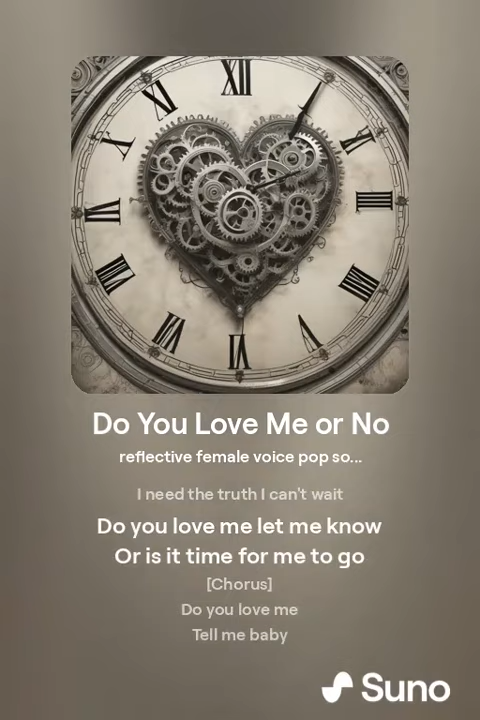 XII
Do You Love Me or No
reflective female voice pop so...
I need the truth I can't wait
Do you love me let me know
Or is it time for me to go
[Chorus]
Do you love me
Tell me baby
Suno